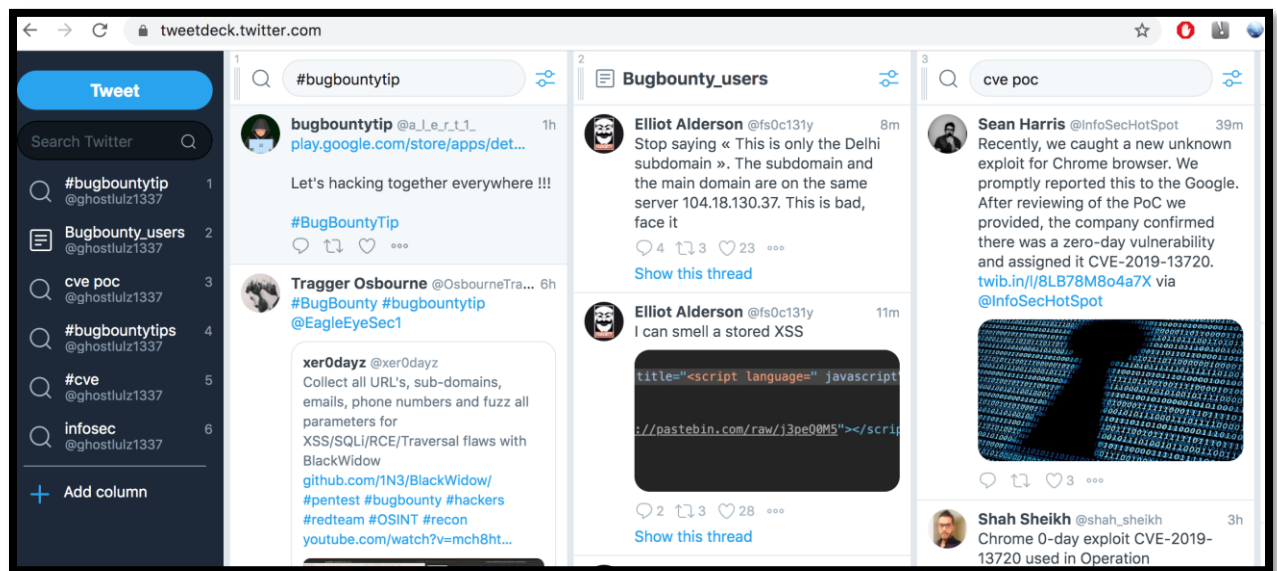 tweetdeck.twitter.com
Tweet
Search Twitter
#bugbountytip 1
@ghostlulz1337
Bugbounty_users 2
@ghostlulz1337
cve poc 3
@ghostlulz1337
#bugbountytips 4
@ghostlulz1337
#cve 5
@ghostlulz1337
infosec 6
@ghostlulz1337
Add column
1
#bugbountytip
bugbountytip @a_l_e_r_t_1_ 1h
play.google.com/store/apps/det...
Let's hacking together everywhere !!!
#BugBountyTip
Tragger Osbourne @OsbourneTra... 6h
#BugBounty #bugbountytip
@EagleEyeSec1
xer0dayz @xer0dayz
Collect all URL's, sub-domains,
emails, phone numbers and fuzz all
parameters for
XSS/SQLi/RCE/Traversal flaws with
BlackWidow
github.com/1N3/BlackWidow/
#pentest #bugbounty #hackers
#redteam #OSINT #recon
youtube.com/watch?v=mch8ht...
2
Bugbounty_users
Elliot Alderson @fs0c131y 8m
Stop saying « This is only the Delhi
subdomain ». The subdomain and
the main domain are on the same
server 104.18.130.37. This is bad,
face it
4 3 23
Show this thread
Elliot Alderson @fs0c131y 11m
I can smell a stored XSS
title="<script language=" javascript"
://pastebin.com/raw/j3peQ0M5"></scrip
2 3 28
Show this thread
3
cve poc
Sean Harris @InfoSecHotSpot 39m
Recently, we caught a new unknown
exploit for Chrome browser. We
promptly reported this to the Google.
After reviewing of the PoC we
provided, the company confirmed
there was a zero-day vulnerability
and assigned it CVE-2019-13720.
twib.in/l/8LB78M8o4a7X via
@InfoSecHotSpot
3
Shah Sheikh @shah_sheikh 3h
Chrome 0-day exploit CVE-2019-
13720 used in Operation